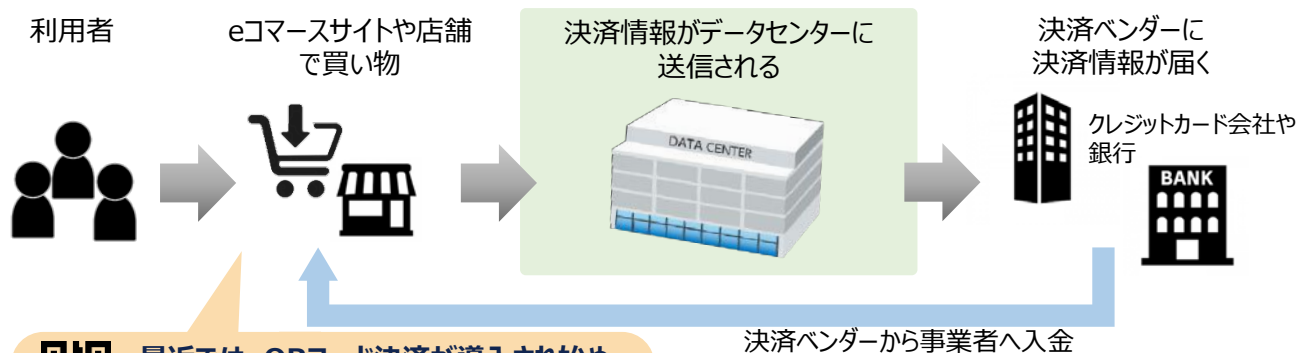 利用者
eコマースサイトや店舗
で買い物
決済情報がデータセンターに
送信される
決済ベンダーに
決済情報が届く
クレジットカード会社や
銀行
DATA CENTER
BANK
決済ベンダーから事業者へ入金